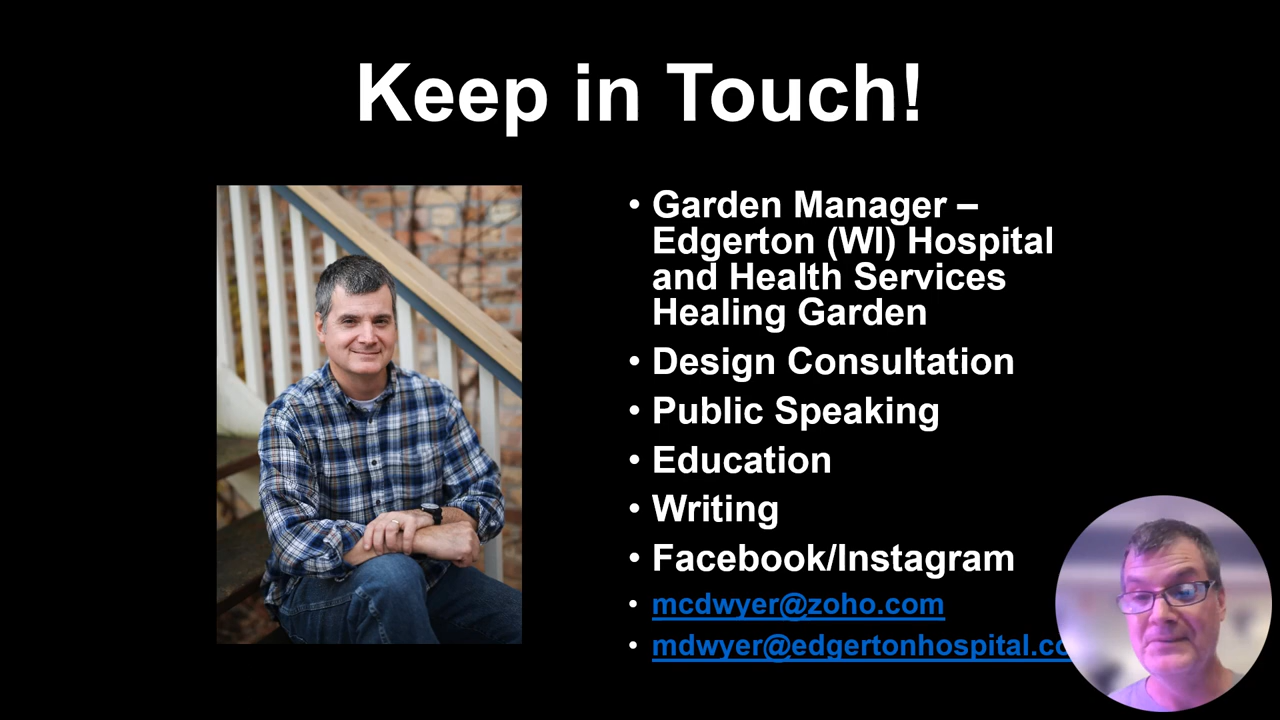 Keep in Touch!
• Garden Manager –
Edgerton (WI) Hospital
and Health Services
Healing Garden
• Design Consultation
• Public Speaking
• Education
• Writing
• Facebook/Instagram
• mcdwyer@zoho.com
• mdwyer@edgertonhospital.co